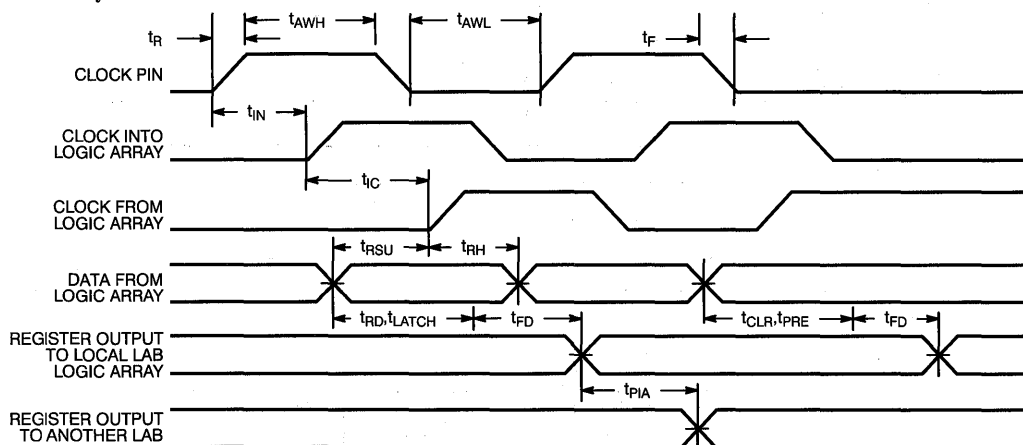 tAWH
tAWL
tR
tF
CLOCK PIN
tIN
CLOCK INTO
LOGIC ARRAY
tIC
CLOCK FROM
LOGIC ARRAY
tRSU
tRH
DATA FROM
LOGIC ARRAY
tRD,tLATCH
tFD
tCLR,tPRE
tFD
REGISTER OUTPUT
TO LOCAL LAB
LOGIC ARRAY
tPIA
REGISTER OUTPUT
TO ANOTHER LAB